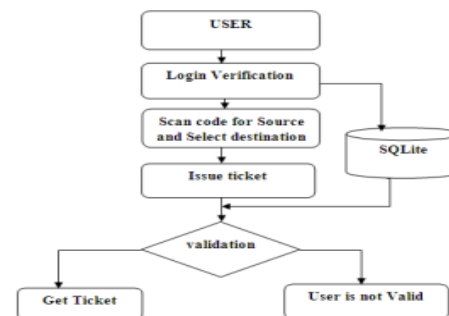 USER
Login Verification
Scan code for Source
and Select destination
SQLite
Issue ticket
validation
Get Ticket
User is not Valid